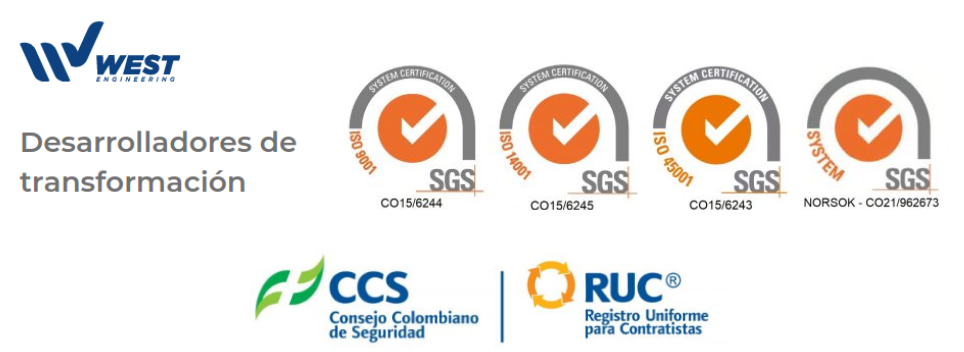 WEST
ENGINEERING
Desarrolladores de
transformación
SYSTEM CERTIFICATION
ISO 9001
SGS
CO15/6244
SYSTEM CERTIFICATION
ISO 14001
SGS
CO15/6245
SYSTEM CERTIFICATION
ISO 45001
SGS
CO15/6243
SYSTEM
SGS
NORSOK - CO21/962673
CCS
Consejo Colombiano
de Seguridad
RUC®
Registro Uniforme
para Contratistas